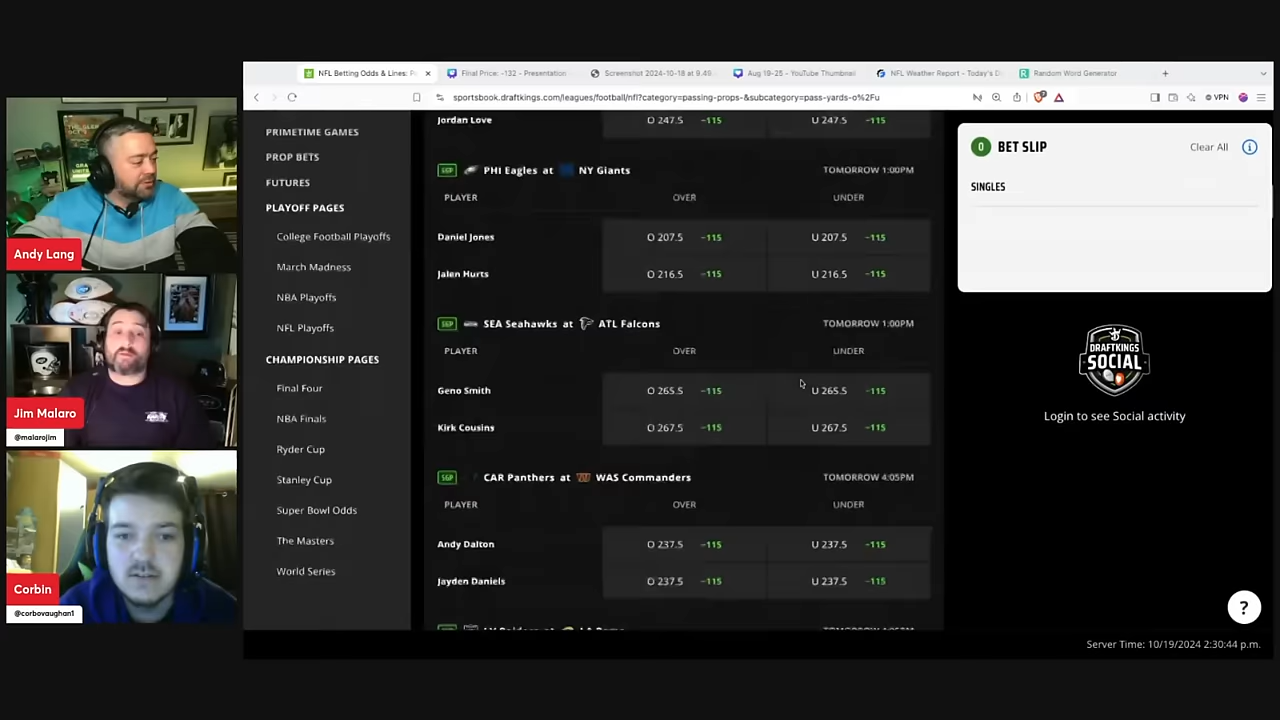 NFL Betting Odds & Lines: P
Final Price: -132 - Presentation
Screenshot 2024-10-18 at 9.49
Aug 19-25 - YouTube Thumbnail
NFL Weather Report - Today's D
Random Word Generator
sportsbook.draftkings.com/leagues/football/nfl?category=passing-props-&subcategory=pass-yards-o%2Fu
VPN
Andy Lang
Jim Malaro
@malarojim
Corbin
@corbovaughan1
PRIMETIME GAMES
PROP BETS
FUTURES
PLAYOFF PAGES
College Football Playoffs
March Madness
NBA Playoffs
NFL Playoffs
CHAMPIONSHIP PAGES
Final Four
NBA Finals
Ryder Cup
Stanley Cup
Super Bowl Odds
The Masters
World Series
Jordan Love O 247.5 -115 U 247.5 -115
SGP PHI Eagles at NY Giants TOMORROW 1:00PM
PLAYER OVER UNDER
Daniel Jones O 207.5 -115 U 207.5 -115
Jalen Hurts O 216.5 -115 U 216.5 -115
SGP SEA Seahawks at ATL Falcons TOMORROW 1:00PM
PLAYER OVER UNDER
Geno Smith O 265.5 -115 U 265.5 -115
Kirk Cousins O 267.5 -115 U 267.5 -115
SGP CAR Panthers at WAS Commanders TOMORROW 4:05PM
PLAYER OVER UNDER
Andy Dalton O 237.5 -115 U 237.5 -115
Jayden Daniels O 237.5 -115 U 237.5 -115
0 BET SLIP Clear All
SINGLES
DRAFTKINGS
SOCIAL
Login to see Social activity
?
Server Time: 10/19/2024 2:30:44 p.m.